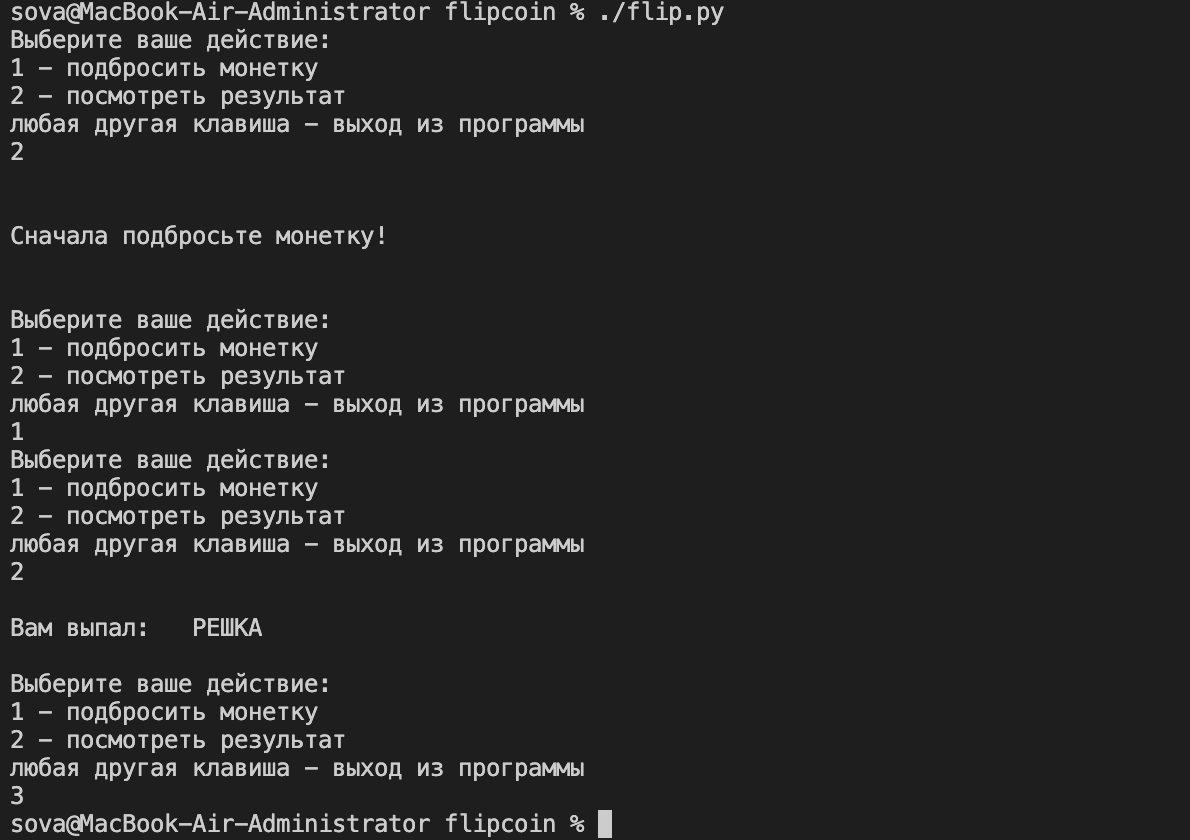 sova@MacBook-Air-Administrator flipcoin % ./flip.py
Выберите ваше действие:
1 - подбросить монетку
2 - посмотреть результат
любая другая клавиша - выход из программы
2
Сначала подбросьте монетку!
Выберите ваше действие:
1 - подбросить монетку
2 - посмотреть результат
любая другая клавиша - выход из программы
1
Выберите ваше действие:
1 - подбросить монетку
2 - посмотреть результат
любая другая клавиша - выход из программы
2
Вам выпал:   РЕШКА
Выберите ваше действие:
1 - подбросить монетку
2 - посмотреть результат
любая другая клавиша - выход из программы
3
sova@MacBook-Air-Administrator flipcoin %